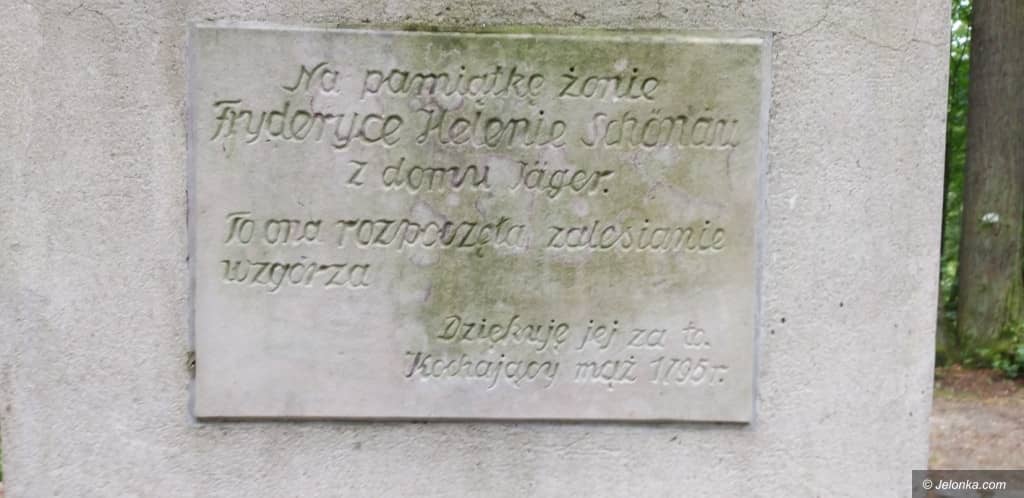 Na pamiątkę żonie
Fryderyce Helenie Schönau
z domu Jäger.
To ona rozpoczęła zalesianie
wzgórza
Dziękuję jej za to.
Kochający mąż 1795r.
© Jelonka.com